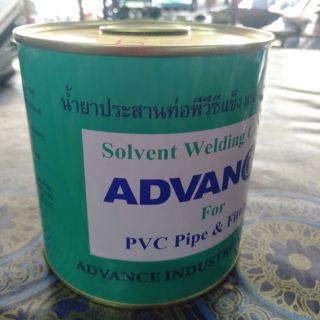 น้ำยาประสานท่อพีวีซีแข็ง
Solvent Welding
ADVANC
For
PVC Pipe &
ADVANCE